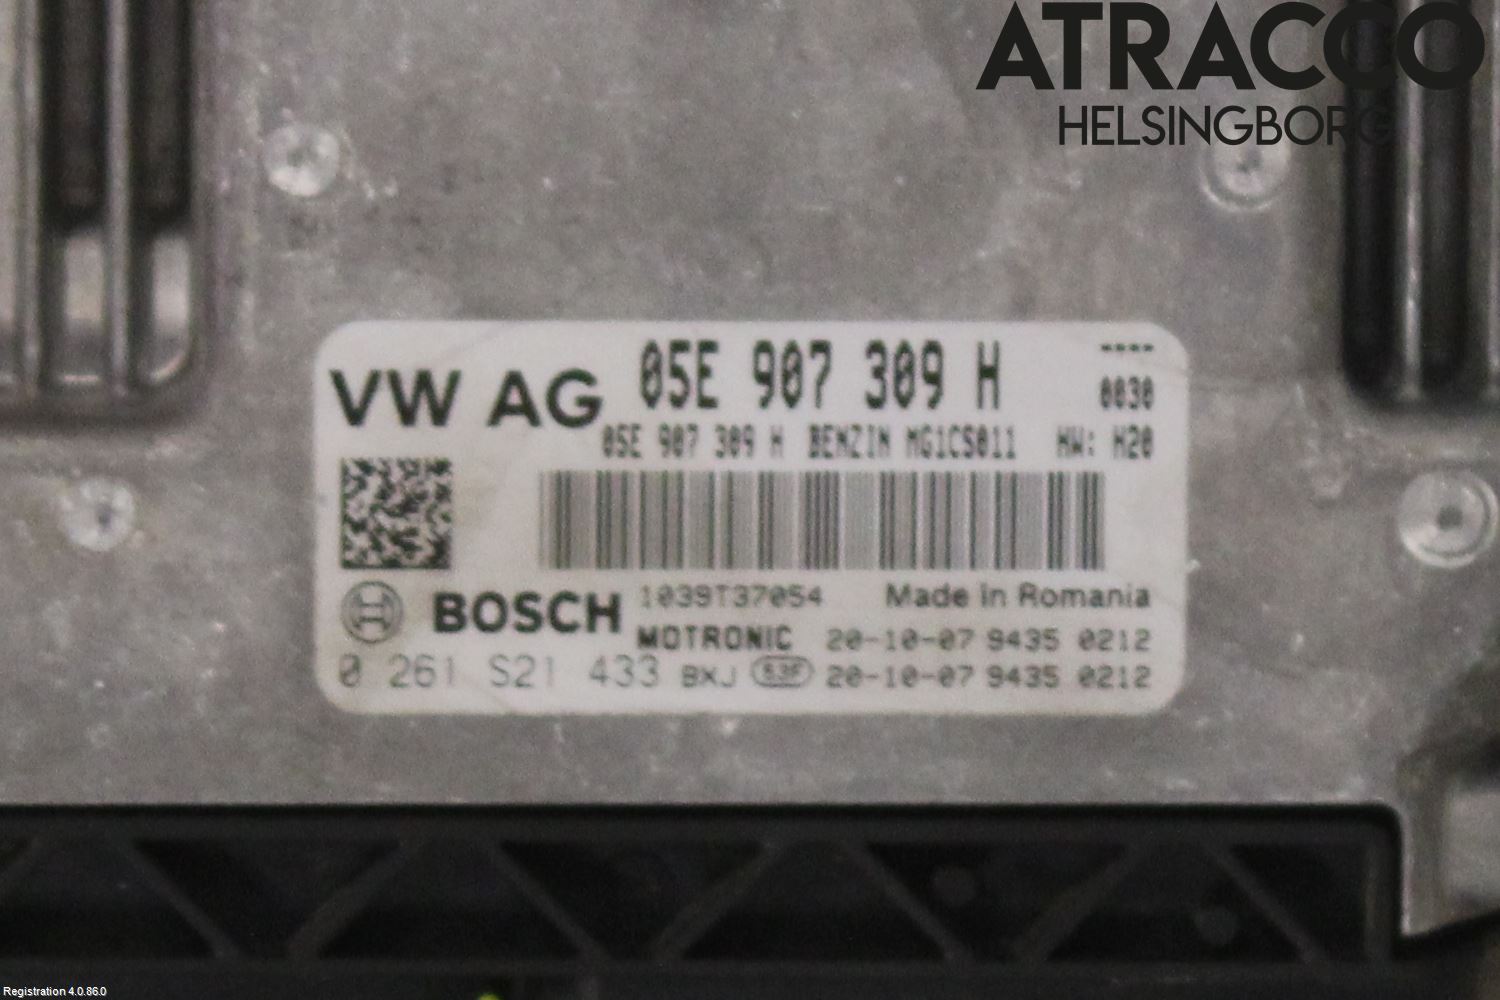 ATRACCO
HELSINGBORG
VW AG 05E 907 309 H ----
0030
05E 907 309 H BENZIN MG1CS011 HW: H20
BOSCH 1039T37054 Made in Romania
MOTRONIC 20-10-07 9435 0212
0 261 S21 433 BXJ 20-10-07 9435 0212
Registration 4.0.86.0